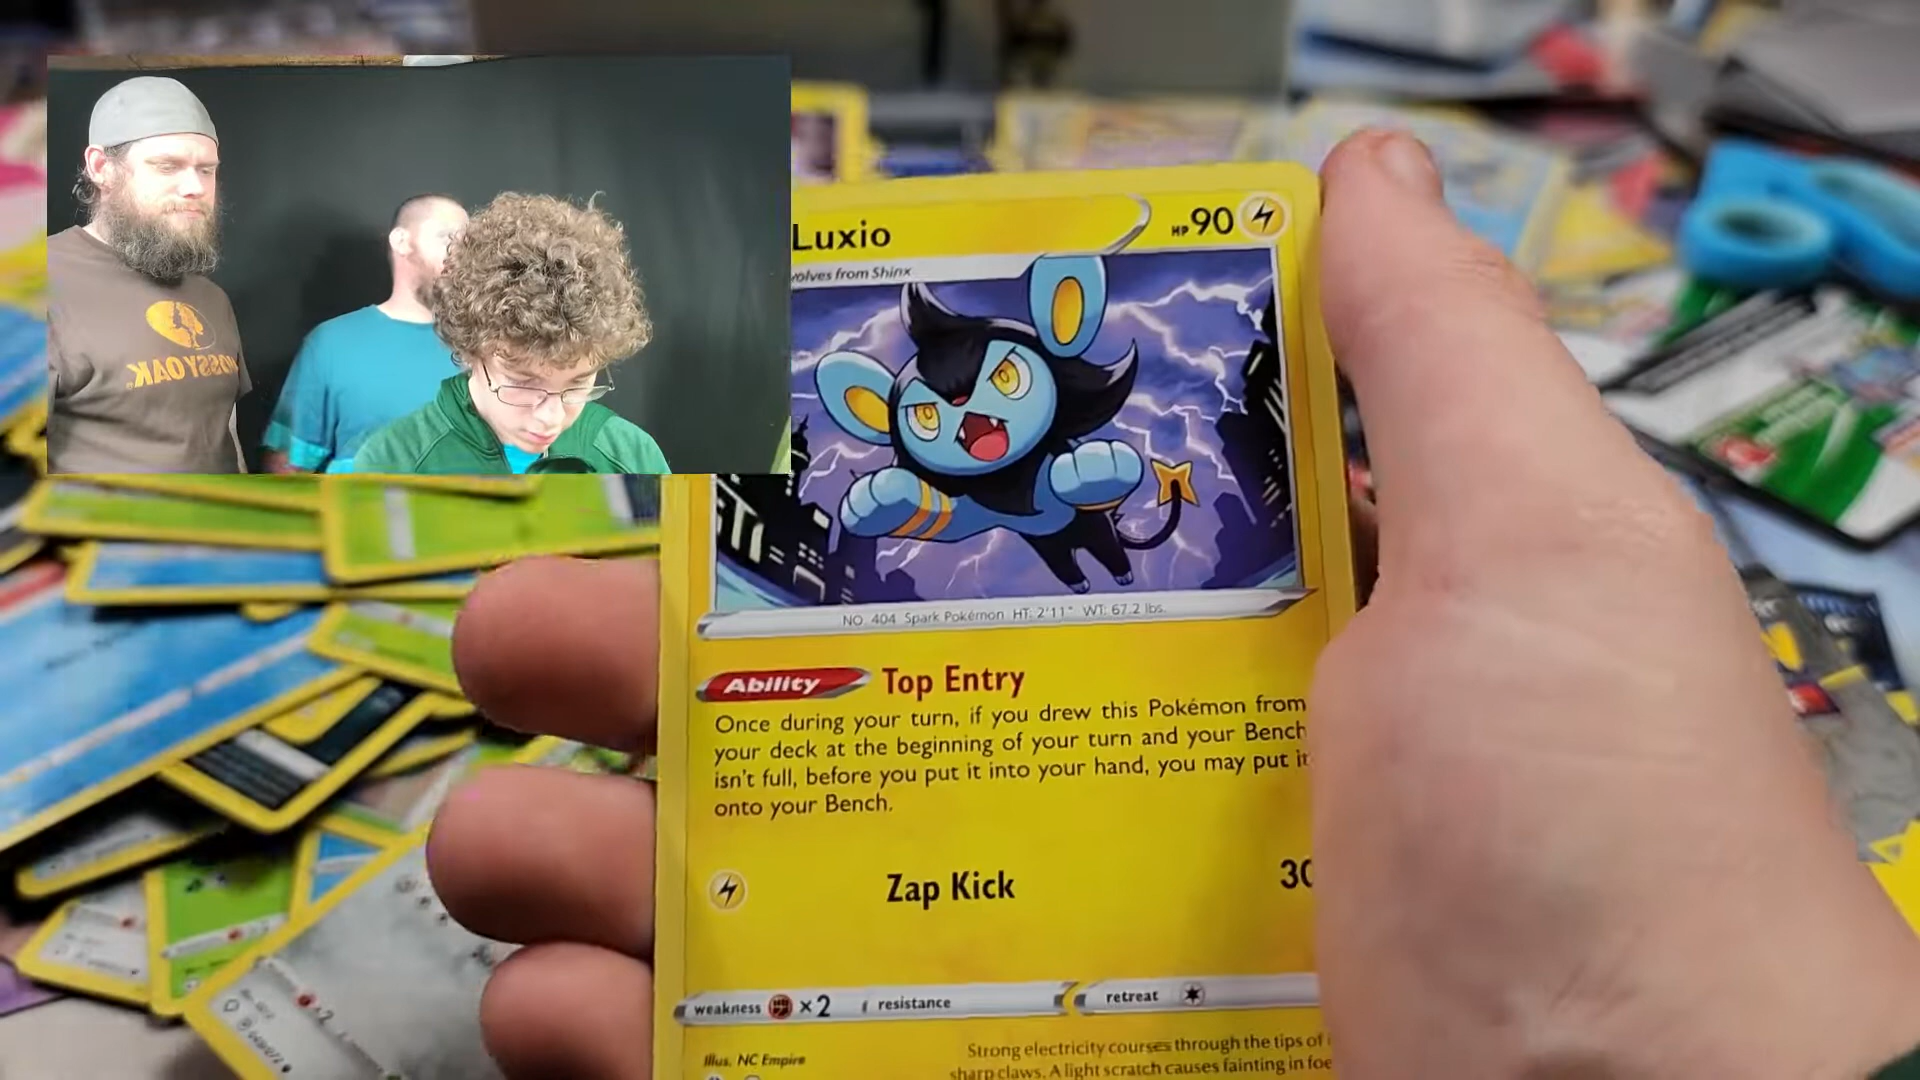 MOSSY OAK
Luxio
HP 90
volves from Shinx
NO. 404 Spark Pokémon HT: 2'11" WT: 67.2 lbs.
Ability Top Entry
Once during your turn, if you drew this Pokémon from
your deck at the beginning of your turn and your Bench
isn't full, before you put it into your hand, you may put it
onto your Bench.
Zap Kick 30
weakness ×2 resistance retreat
Illus. NC Empire
Strong electricity courses through the tips of
sharp claws. A light scratch causes fainting in foe